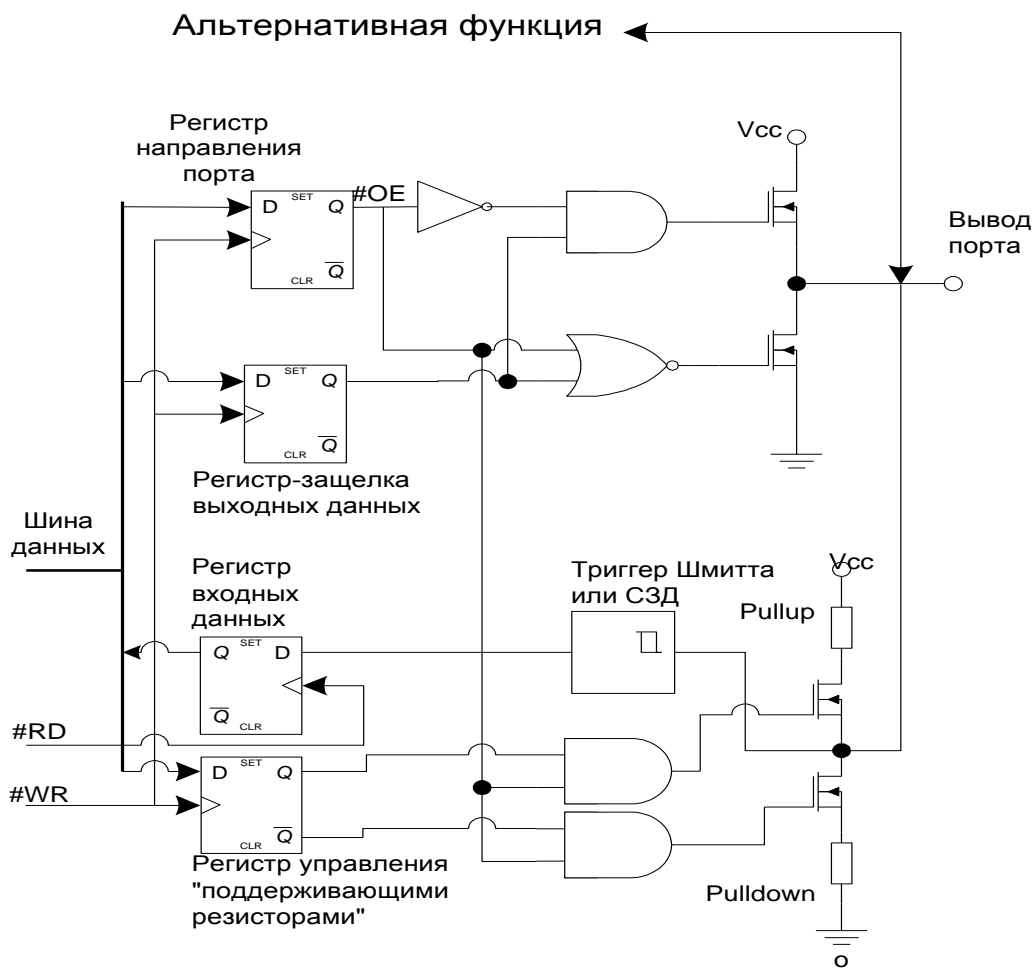 Альтернативная функция
Регистр
направления
порта
Vcc
SET
D
Q
#OE
Q
CLR
Вывод
порта
SET
D
Q
Q
CLR
Регистр-защелка
выходных данных
Шина
данных
Регистр
входных
данных
Триггер Шмитта
или СЗД
Vcc
Pullup
SET
Q
D
Q
CLR
#RD
#WR
SET
D
Q
Q
CLR
Регистр управления
"поддерживающими
резисторами"
Pulldown
o